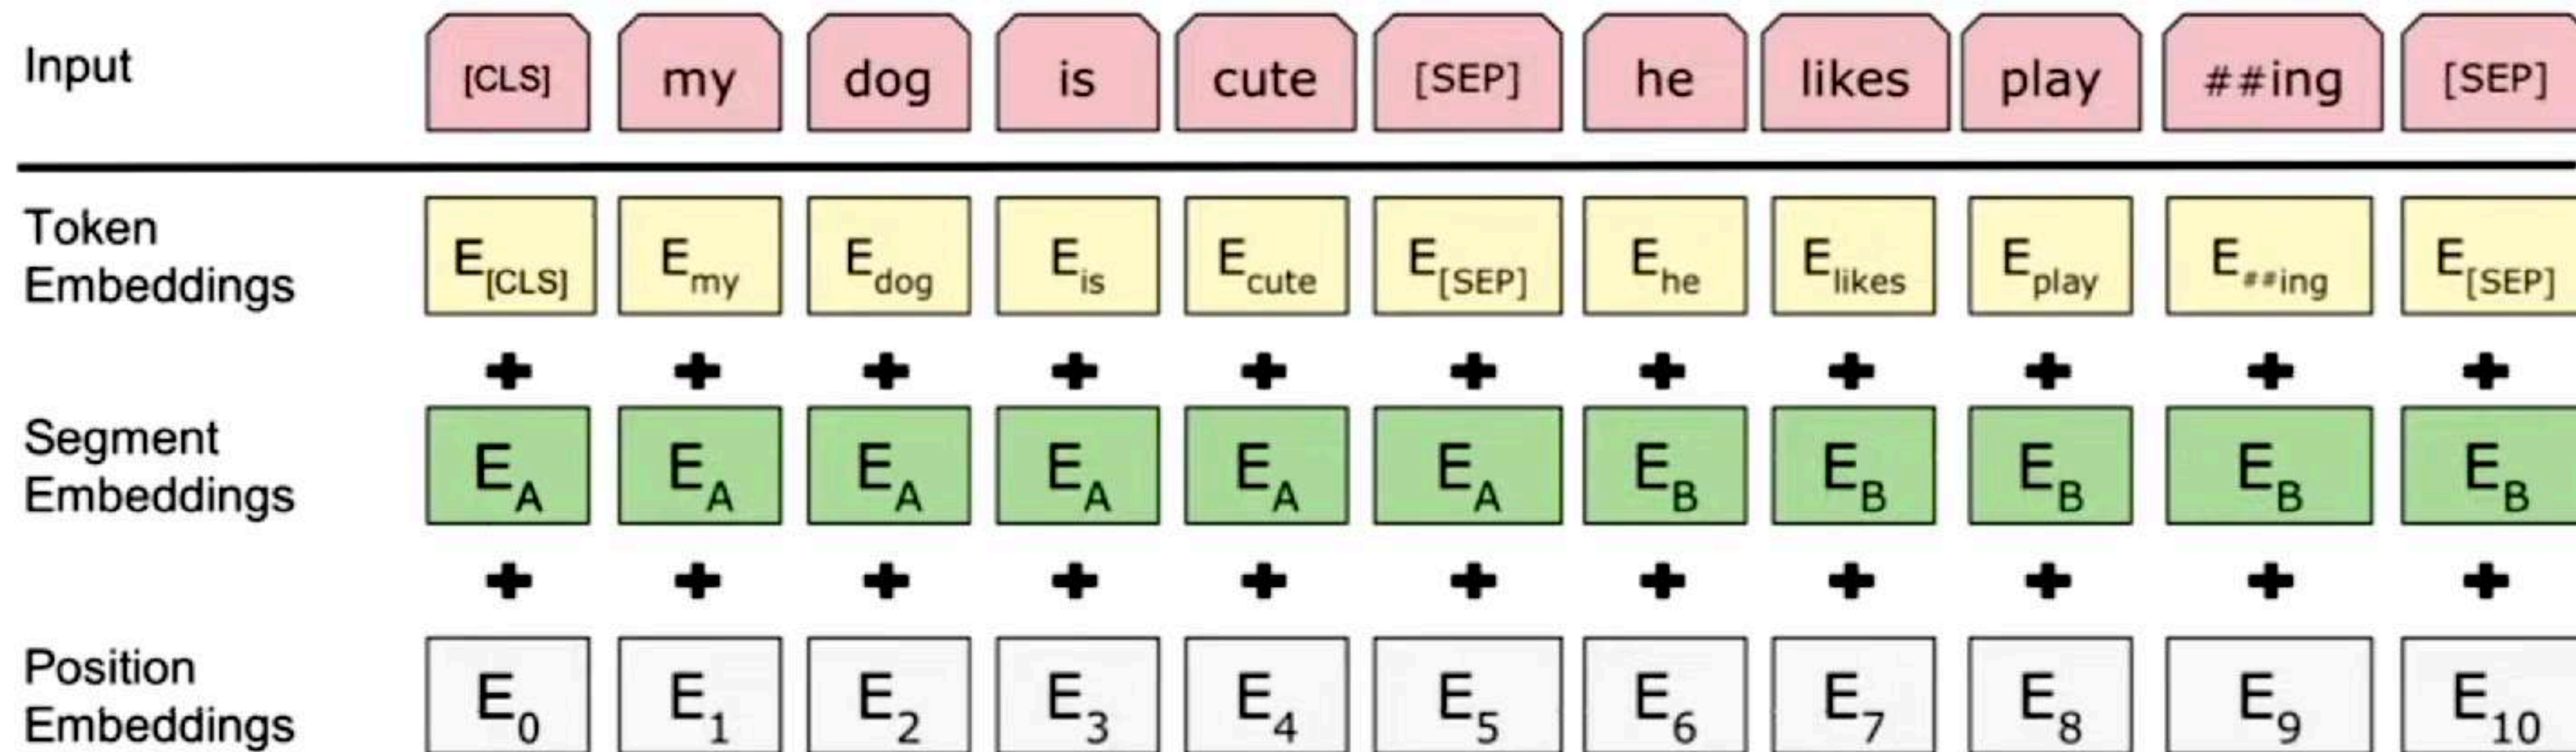 Input [CLS] my dog is cute [SEP] he likes play ##ing [SEP]
Token Embeddings E[CLS] Emy Edog Eis Ecute E[SEP] Ehe Elikes Eplay E##ing E[SEP]
+ + + + + + + + + + +
Segment Embeddings EA EA EA EA EA EA EB EB EB EB EB
+ + + + + + + + + + +
Position Embeddings E0 E1 E2 E3 E4 E5 E6 E7 E8 E9 E10